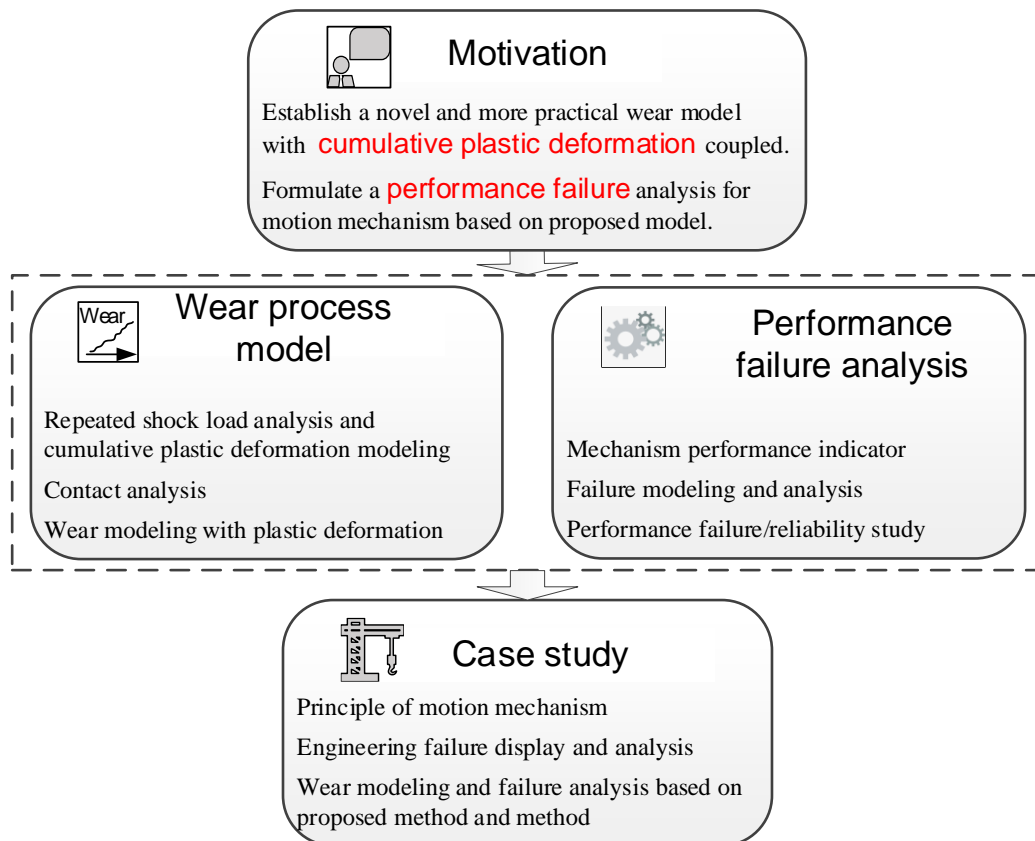 Motivation
Establish a novel and more practical wear model
with cumulative plastic deformation coupled.
Formulate a performance failure analysis for
motion mechanism based on proposed model.
Wear
Wear process
model
Repeated shock load analysis and
cumulative plastic deformation modeling
Contact analysis
Wear modeling with plastic deformation
Performance
failure analysis
Mechanism performance indicator
Failure modeling and analysis
Performance failure/reliability study
Case study
Principle of motion mechanism
Engineering failure display and analysis
Wear modeling and failure analysis based on
proposed method and method